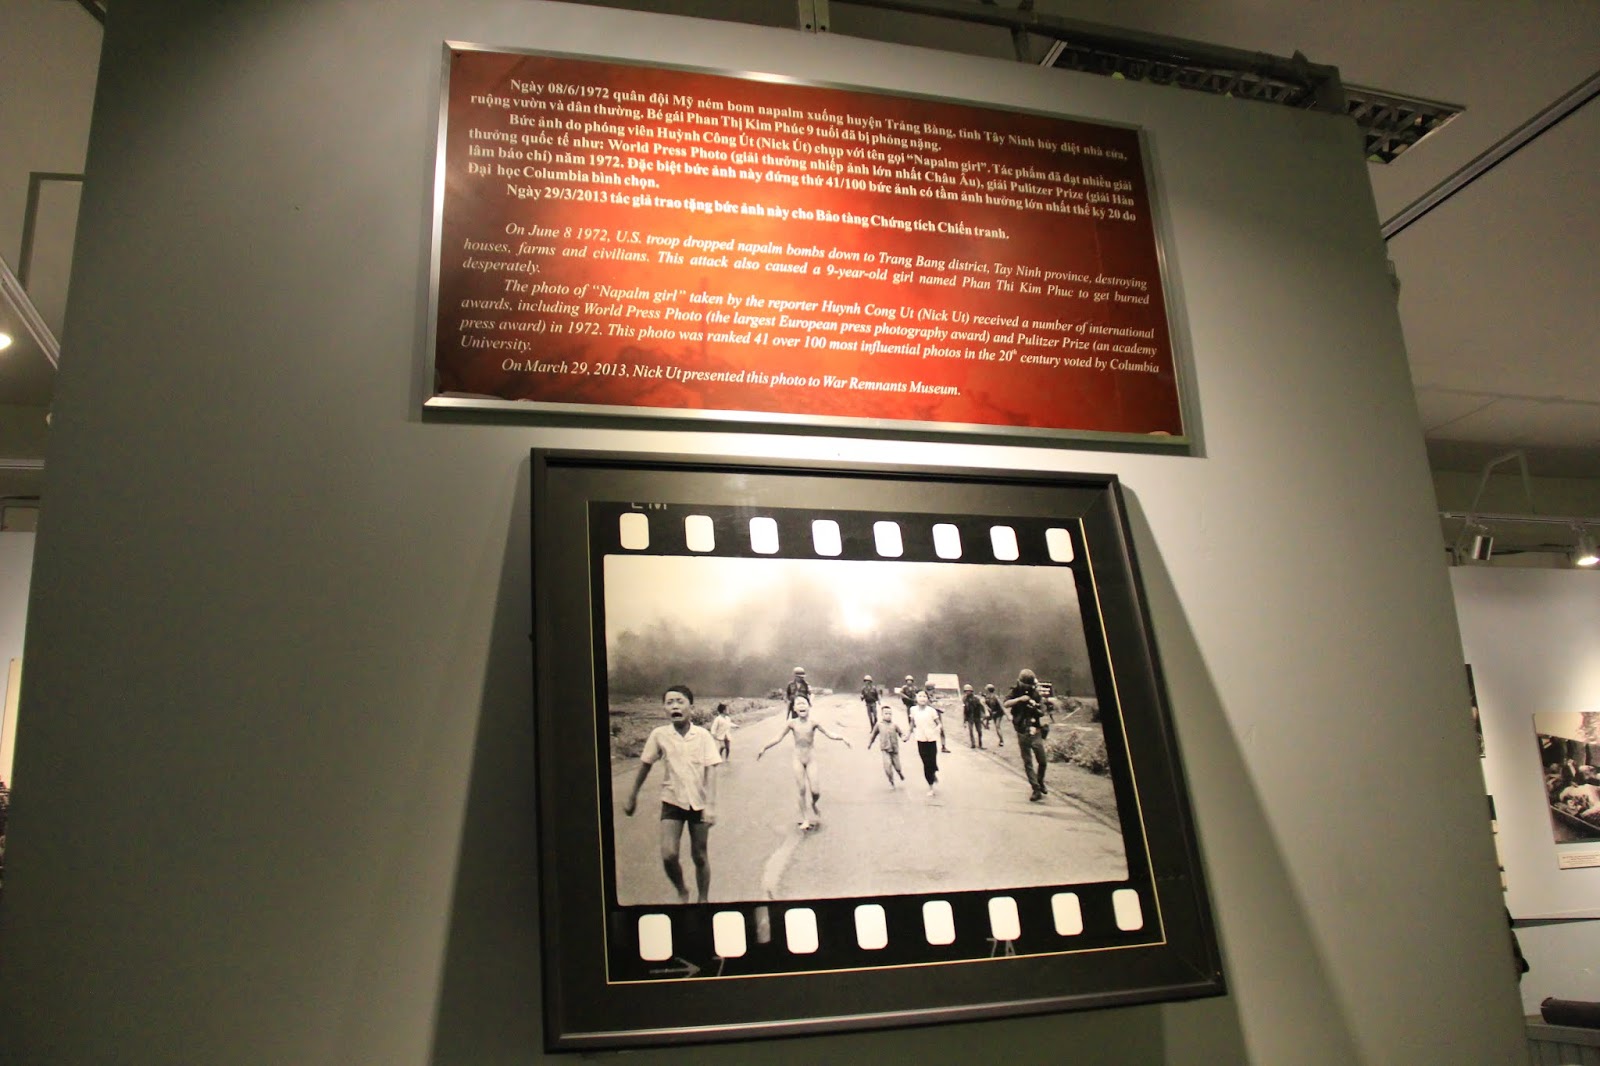 Ngày 08/6/1972 quân đội Mỹ ném bom napalm xuống huyện Trảng Bàng, tỉnh Tây Ninh hủy diệt nhà cửa,
ruộng vườn và dân thường. Bé gái Phan Thị Kim Phúc 9 tuổi đã bị phỏng nặng.
Bức ảnh do phóng viên Huỳnh Công Út (Nick Út) chụp với tên gọi “Napalm girl”. Tác phẩm đã đạt nhiều giải
thưởng quốc tế như: World Press Photo (giải thưởng nhiếp ảnh lớn nhất Châu Âu), giải Pulitzer Prize (giải Hàn
lâm báo chí) năm 1972. Đặc biệt bức ảnh này đứng thứ 41/100 bức ảnh có tầm ảnh hưởng lớn nhất thế kỷ 20 do
Đại học Columbia bình chọn.
Ngày 29/3/2013 tác giả trao tặng bức ảnh này cho Bảo tàng Chứng tích Chiến tranh.
On June 8 1972, U.S. troop dropped napalm bombs down to Trang Bang district, Tay Ninh province, destroying
houses, farms and civilians. This attack also caused a 9-year-old girl named Phan Thi Kim Phuc to get burned
desperately.
The photo of “Napalm girl” taken by the reporter Huynh Cong Ut (Nick Ut) received a number of international
awards, including World Press Photo (the largest European press photography award) and Pulitzer Prize (an academy
press award) in 1972. This photo was ranked 41 over 100 most influential photos in the 20th century voted by Columbia
University.
On March 29, 2013, Nick Ut presented this photo to War Remnants Museum.
7
7A